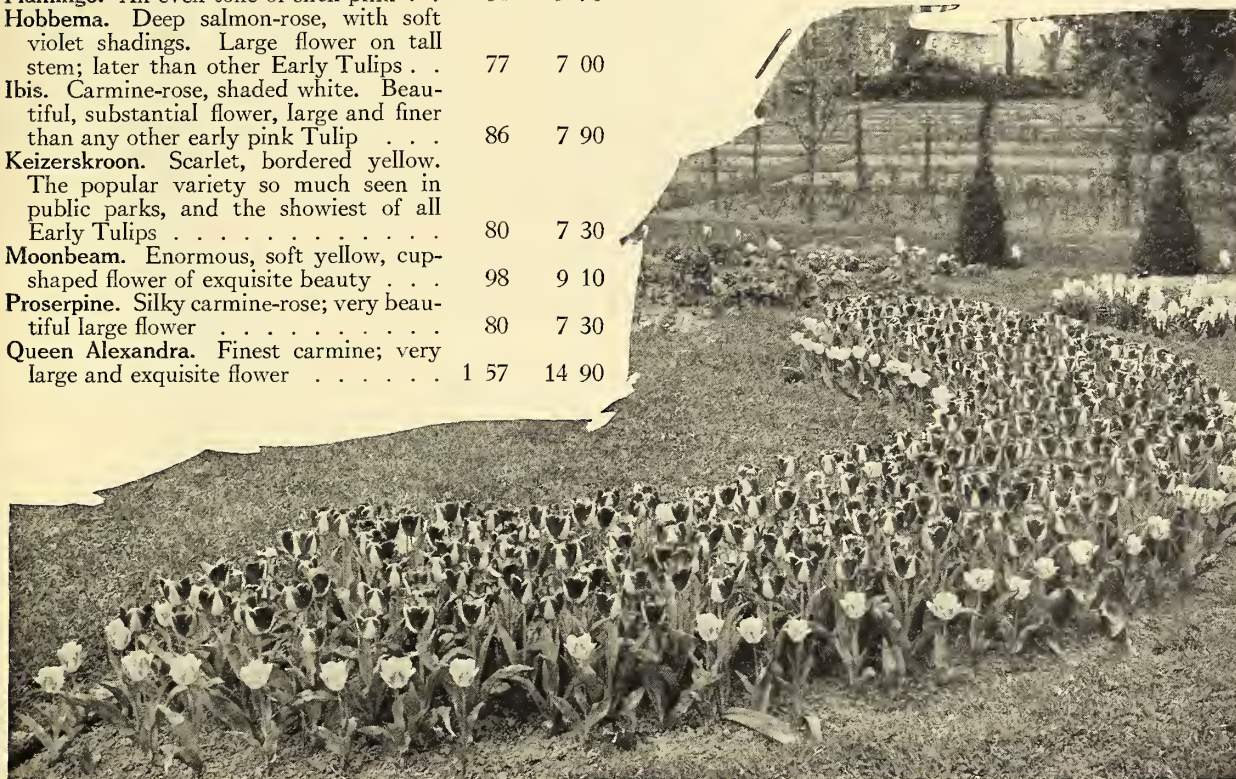 Hobbema. Deep salmon-rose, with soft
violet shadings. Large flower on tall
stem; later than other Early Tulips . . 77 7 00
Ibis. Carmine-rose, shaded white. Beau-
tiful, substantial flower, large and finer
than any other early pink Tulip . . . 86 7 90
Keizerskroon. Scarlet, bordered yellow.
The popular variety so much seen in
public parks, and the showiest of all
Early Tulips . . . . . . . . . . . . 80 7 30
Moonbeam. Enormous, soft yellow, cup-
shaped flower of exquisite beauty . . . 98 9 10
Proserpine. Silky carmine-rose; very beau-
tiful large flower . . . . . . . . . . 80 7 30
Queen Alexandra. Finest carmine; very
large and exquisite flower . . . . . . 1 57 14 90